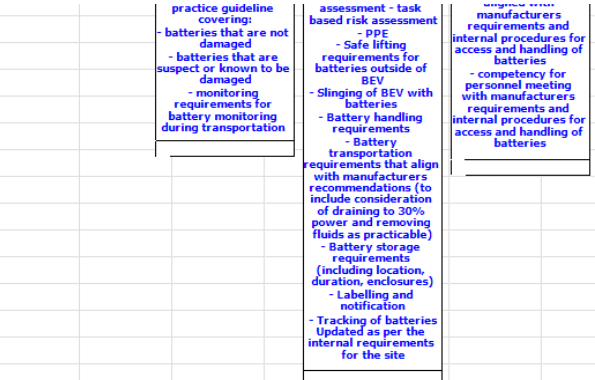 practice guideline
covering:
- batteries that are not
damaged
- batteries that are
suspect or known to be
damaged
- monitoring
requirements for
battery monitoring
during transportation
assessment - task
based risk assessment
- PPE
- Safe lifting
requirements for
batteries outside of
BEV
- Slinging of BEV with
batteries
- Battery handling
requirements
- Battery
transportation
requirements that align
with manufacturers
recommendations (to
include consideration
of draining to 30%
power and removing
fluids as practicable)
- Battery storage
requirements
(including location,
duration, enclosures)
- Labelling and
notification
- Tracking of batteries
Updated as per the
internal requirements
for the site
aligned with
manufacturers
requirements and
internal procedures for
access and handling of
batteries
- competency for
personnel meeting
with manufacturers
requirements and
internal procedures for
access and handling of
batteries